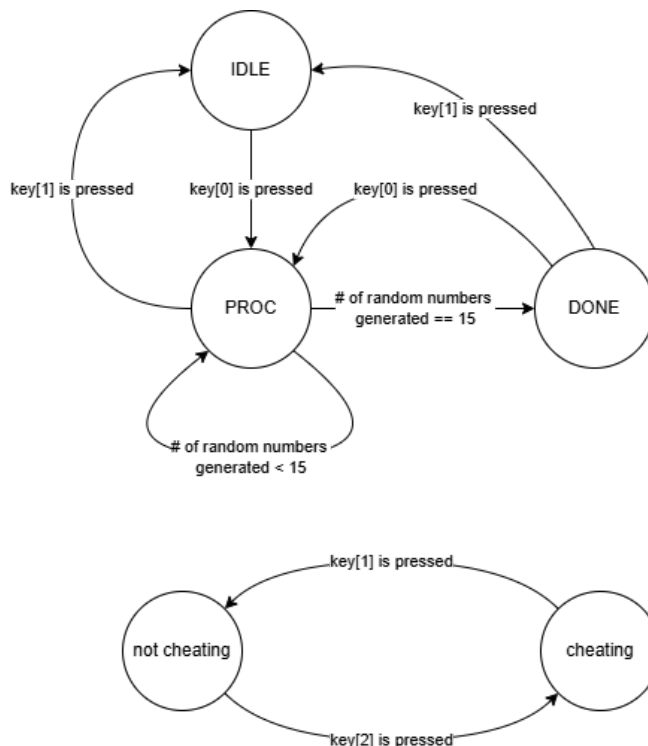 IDLE
key[1] is pressed
key[1] is pressed
key[0] is pressed
key[0] is pressed
PROC
# of random numbers
generated == 15
DONE
# of random numbers
generated < 15
key[1] is pressed
not cheating
cheating
key[2] is pressed